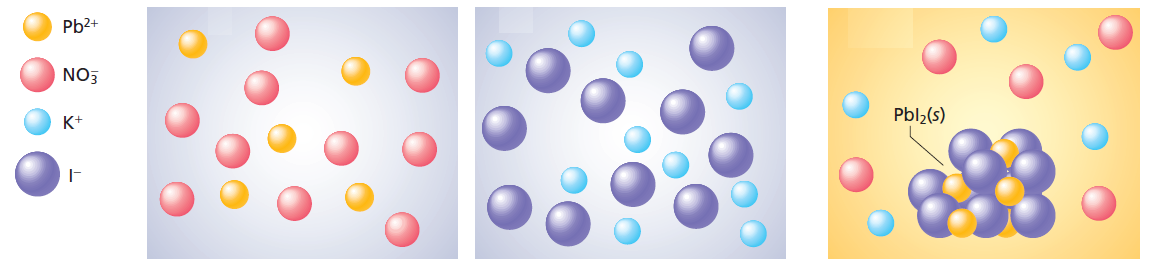 Pb²⁺
NO₃⁻
K⁺
I⁻
PbI₂(s)